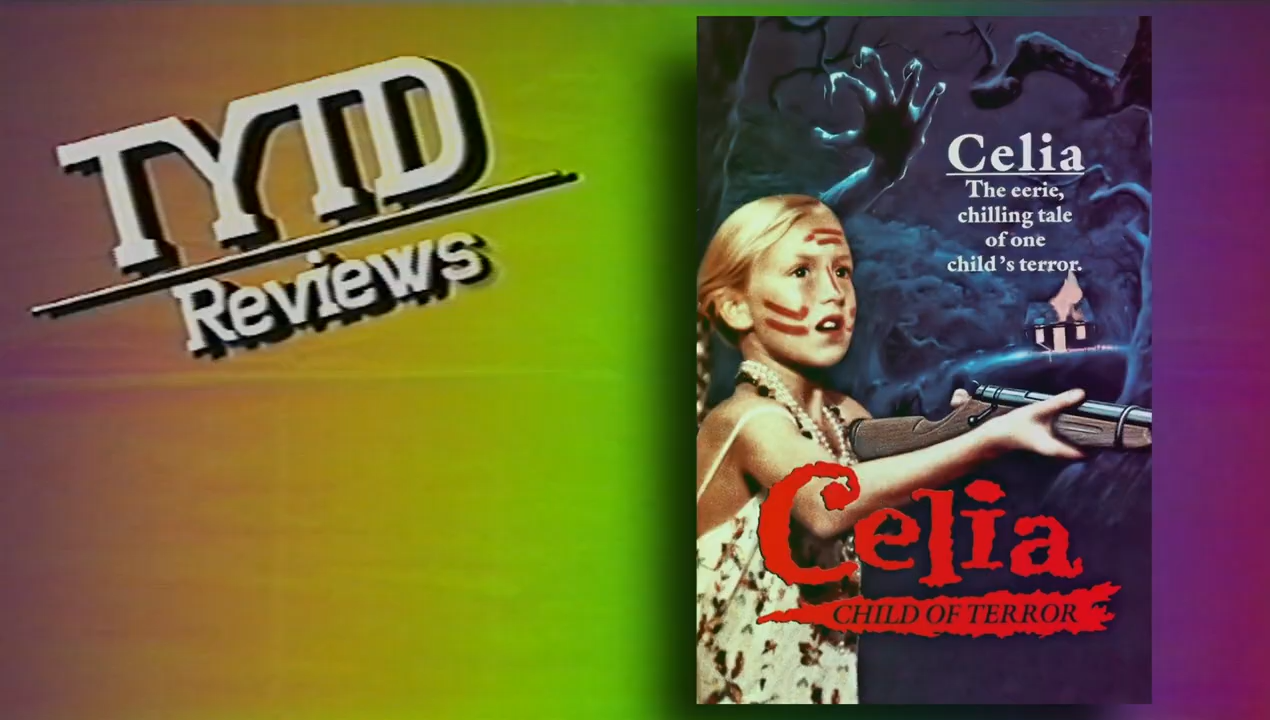 TYTD
Reviews
Celia
The eerie,
chilling tale
of one
child's terror.
Celia
CHILD OF TERROR